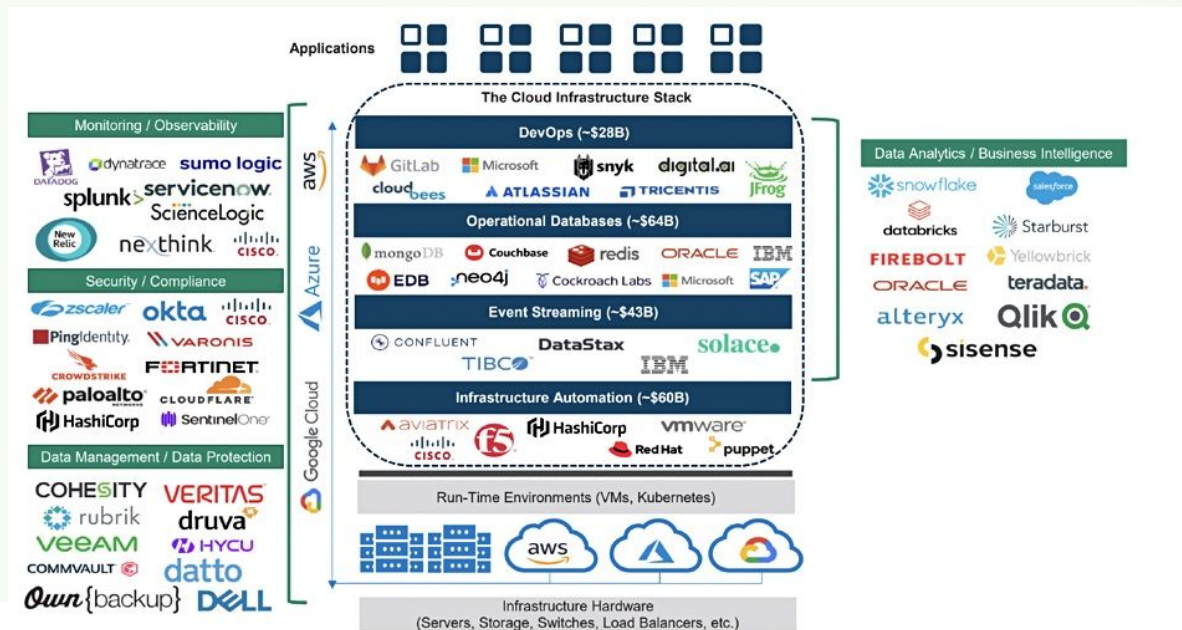 Applications
The Cloud Infrastructure Stack
Monitoring / Observability
DATADOG dynatrace sumo logic
splunk> servicenow.
ScienceLogic
New Relic nexthink CISCO
Security / Compliance
zscaler okta CISCO
PingIdentity. VARONIS
CROWDSTRIKE FORTINET
paloalto NETWORKS CLOUDFLARE
HashiCorp SentinelOne
Data Management / Data Protection
COHESITY VERITAS
rubrik druva
veeAM HYCU
COMMVAULT datto
Own{backup} DELL
aws
Azure
Google Cloud
DevOps (~$28B)
GitLab Microsoft snyk digital.ai JFrog
cloudbees ATLASSIAN TRICENTIS
Operational Databases (~$64B)
mongoDB Couchbase redis ORACLE IBM
EDB neo4j Cockroach Labs Microsoft SAP
Event Streaming (~$43B)
CONFLUENT DataStax solace.
TIBCO IBM
Infrastructure Automation (~$60B)
aviatrix f5 HashiCorp vmware
CISCO Red Hat puppet
Run-Time Environments (VMs, Kubernetes)
aws
Infrastructure Hardware
(Servers, Storage, Switches, Load Balancers, etc.)
Data Analytics / Business Intelligence
snowflake salesforce
databricks Starburst
FIREBOLT Yellowbrick
ORACLE teradata.
alteryx Qlik
sisense